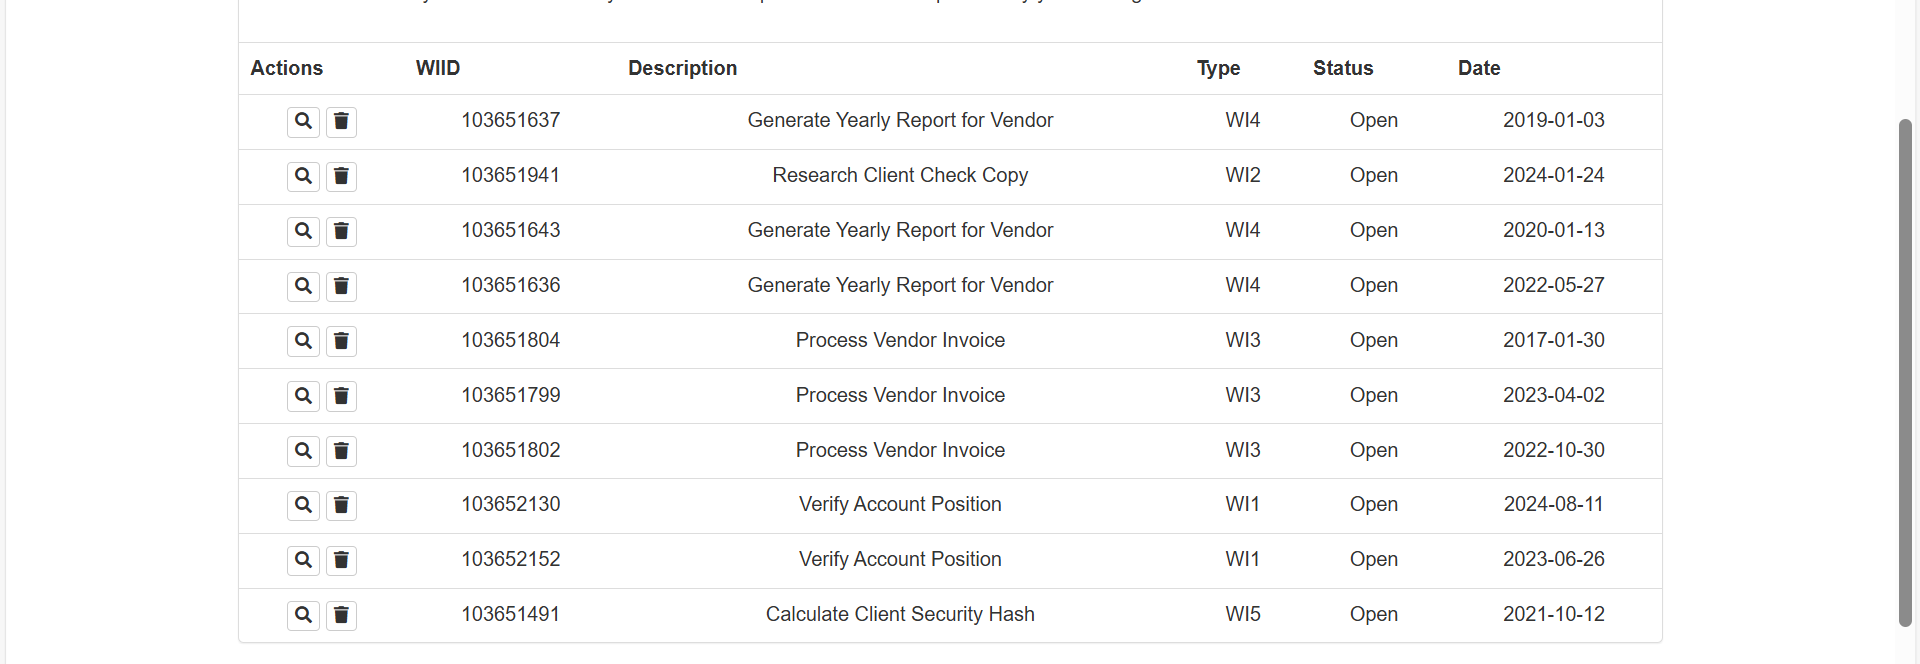 Actions WIID Description Type Status Date
103651637 Generate Yearly Report for Vendor WI4 Open 2019-01-03
103651941 Research Client Check Copy WI2 Open 2024-01-24
103651643 Generate Yearly Report for Vendor WI4 Open 2020-01-13
103651636 Generate Yearly Report for Vendor WI4 Open 2022-05-27
103651804 Process Vendor Invoice WI3 Open 2017-01-30
103651799 Process Vendor Invoice WI3 Open 2023-04-02
103651802 Process Vendor Invoice WI3 Open 2022-10-30
103652130 Verify Account Position WI1 Open 2024-08-11
103652152 Verify Account Position WI1 Open 2023-06-26
103651491 Calculate Client Security Hash WI5 Open 2021-10-12